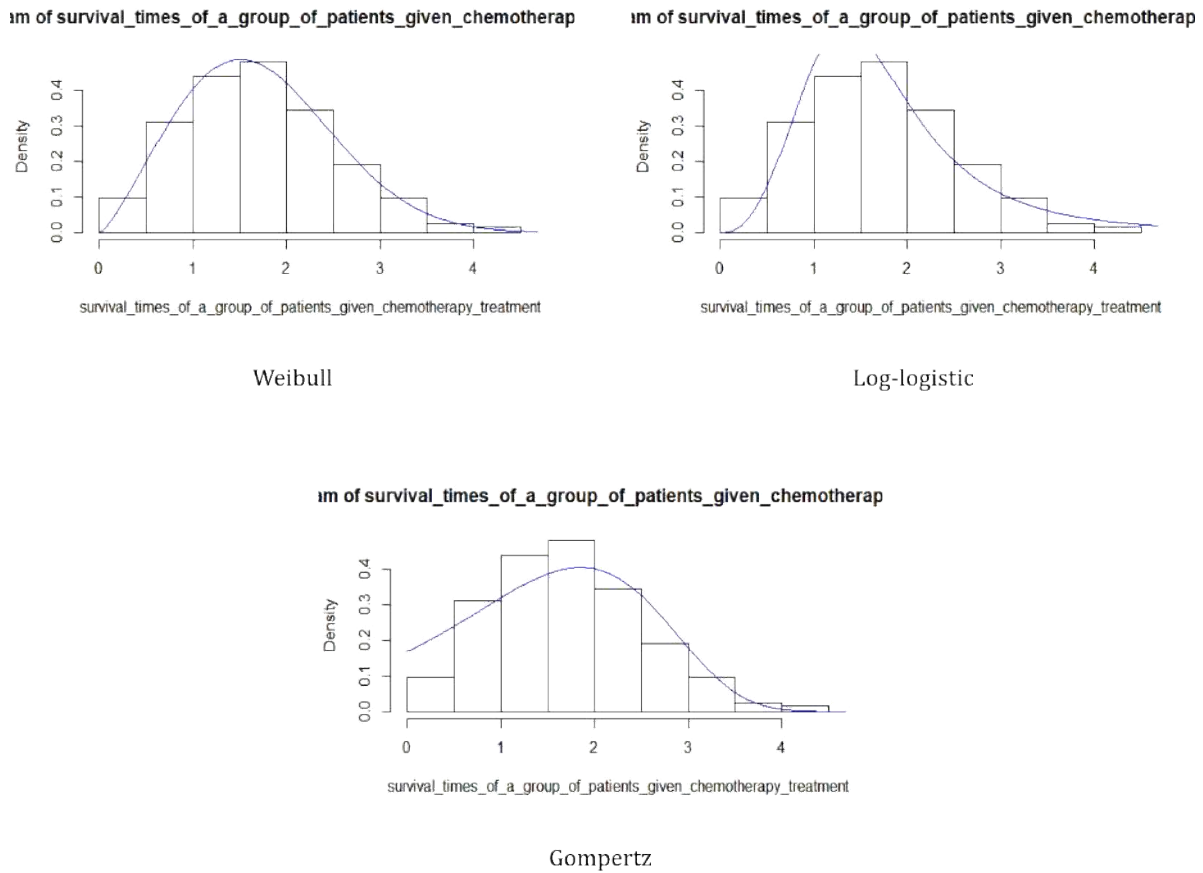 am of survival_times_of_a_group_of_patients_given_chemotherap
Density
0.0 0.1 0.2 0.3 0.4
0 1 2 3 4
survival_times_of_a_group_of_patients_given_chemotherapy_treatment
Weibull
am of survival_times_of_a_group_of_patients_given_chemotherap
Density
0.0 0.1 0.2 0.3 0.4
0 1 2 3 4
survival_times_of_a_group_of_patients_given_chemotherapy_treatment
Log-logistic
am of survival_times_of_a_group_of_patients_given_chemotherap
Density
0.0 0.1 0.2 0.3 0.4
0 1 2 3 4
survival_times_of_a_group_of_patients_given_chemotherapy_treatment
Gompertz